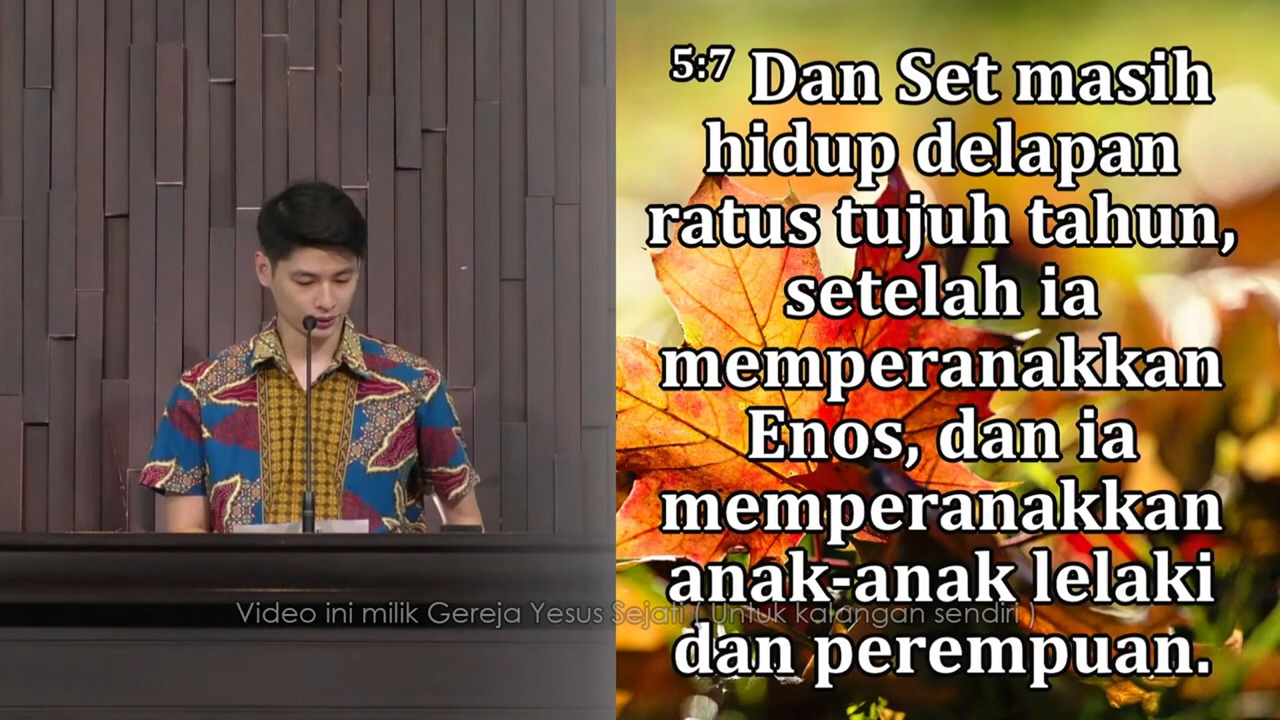 5:7 Dan Set masih
hidup delapan
ratus tujuh tahun,
setelah ia
memperanakkan
Enos, dan ia
memperanakkan
anak-anak lelaki
Video ini milik Gereja Yesus Sejati ( Untuk kalangan sendiri )
dan perempuan.